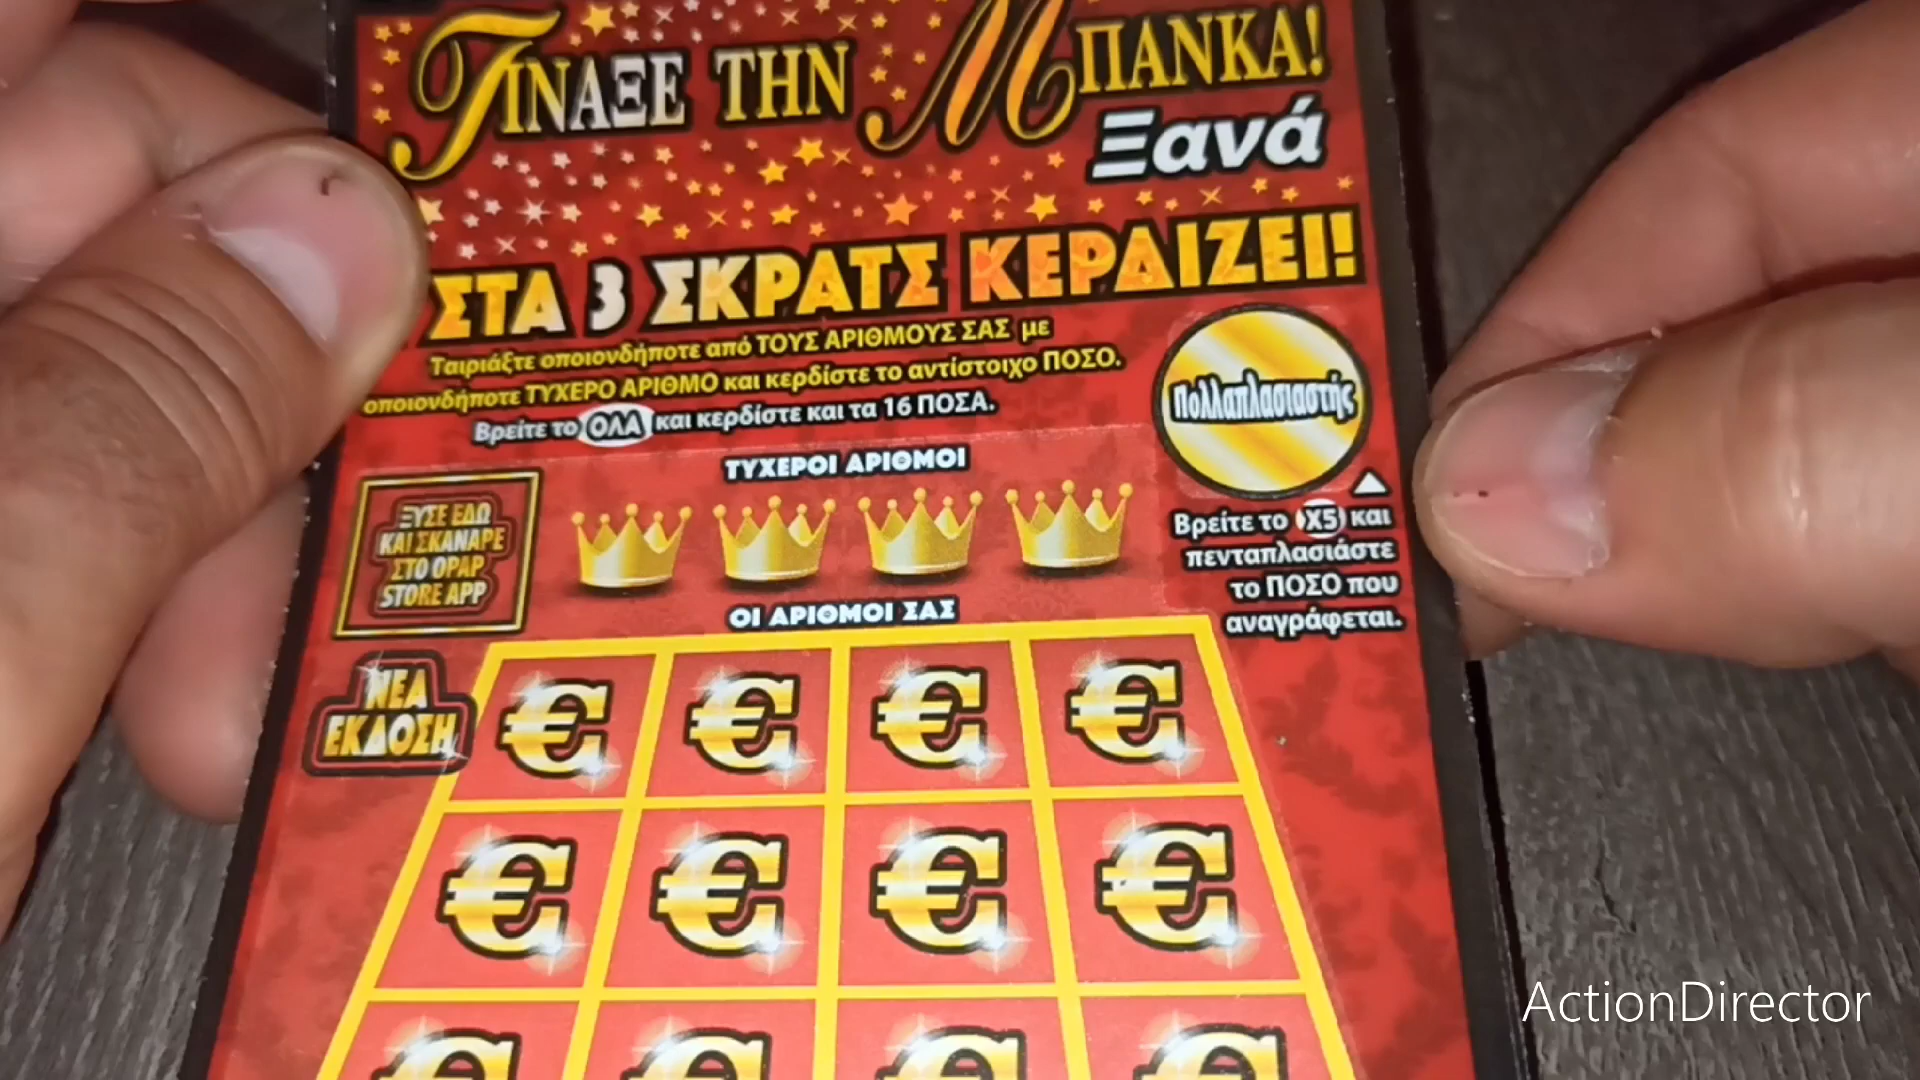 ΤΙΝΑΞΕ ΤΗΝ ΜΠΑΝΚΑ!
Ξανά
ΣΤΑ 3 ΣΚΡΑΤΣ ΚΕΡΔΙΖΕΙ!
Ταιριάξτε οποιονδήποτε από ΤΟΥΣ ΑΡΙΘΜΟΥΣ ΣΑΣ με
οποιονδήποτε ΤΥΧΕΡΟ ΑΡΙΘΜΟ και κερδίστε το αντίστοιχο ΠΟΣΟ.
Βρείτε το ΟΛΑ και κερδίστε και τα 16 ΠΟΣΑ.
Πολλαπλασιαστής
Βρείτε το X5 και
πενταπλασιάστε
το ΠΟΣΟ που
αναγράφεται.
ΤΥΧΕΡΟΙ ΑΡΙΘΜΟΙ
ΞΥΣΕ ΕΔΩ
ΚΑΙ ΣΚΑΝΑΡΕ
ΣΤΟ OPAP
STORE APP
ΟΙ ΑΡΙΘΜΟΙ ΣΑΣ
ΝΕΑ
ΕΚΔΟΣΗ
€ € € €
€ € € €
€ € € €
ActionDirector